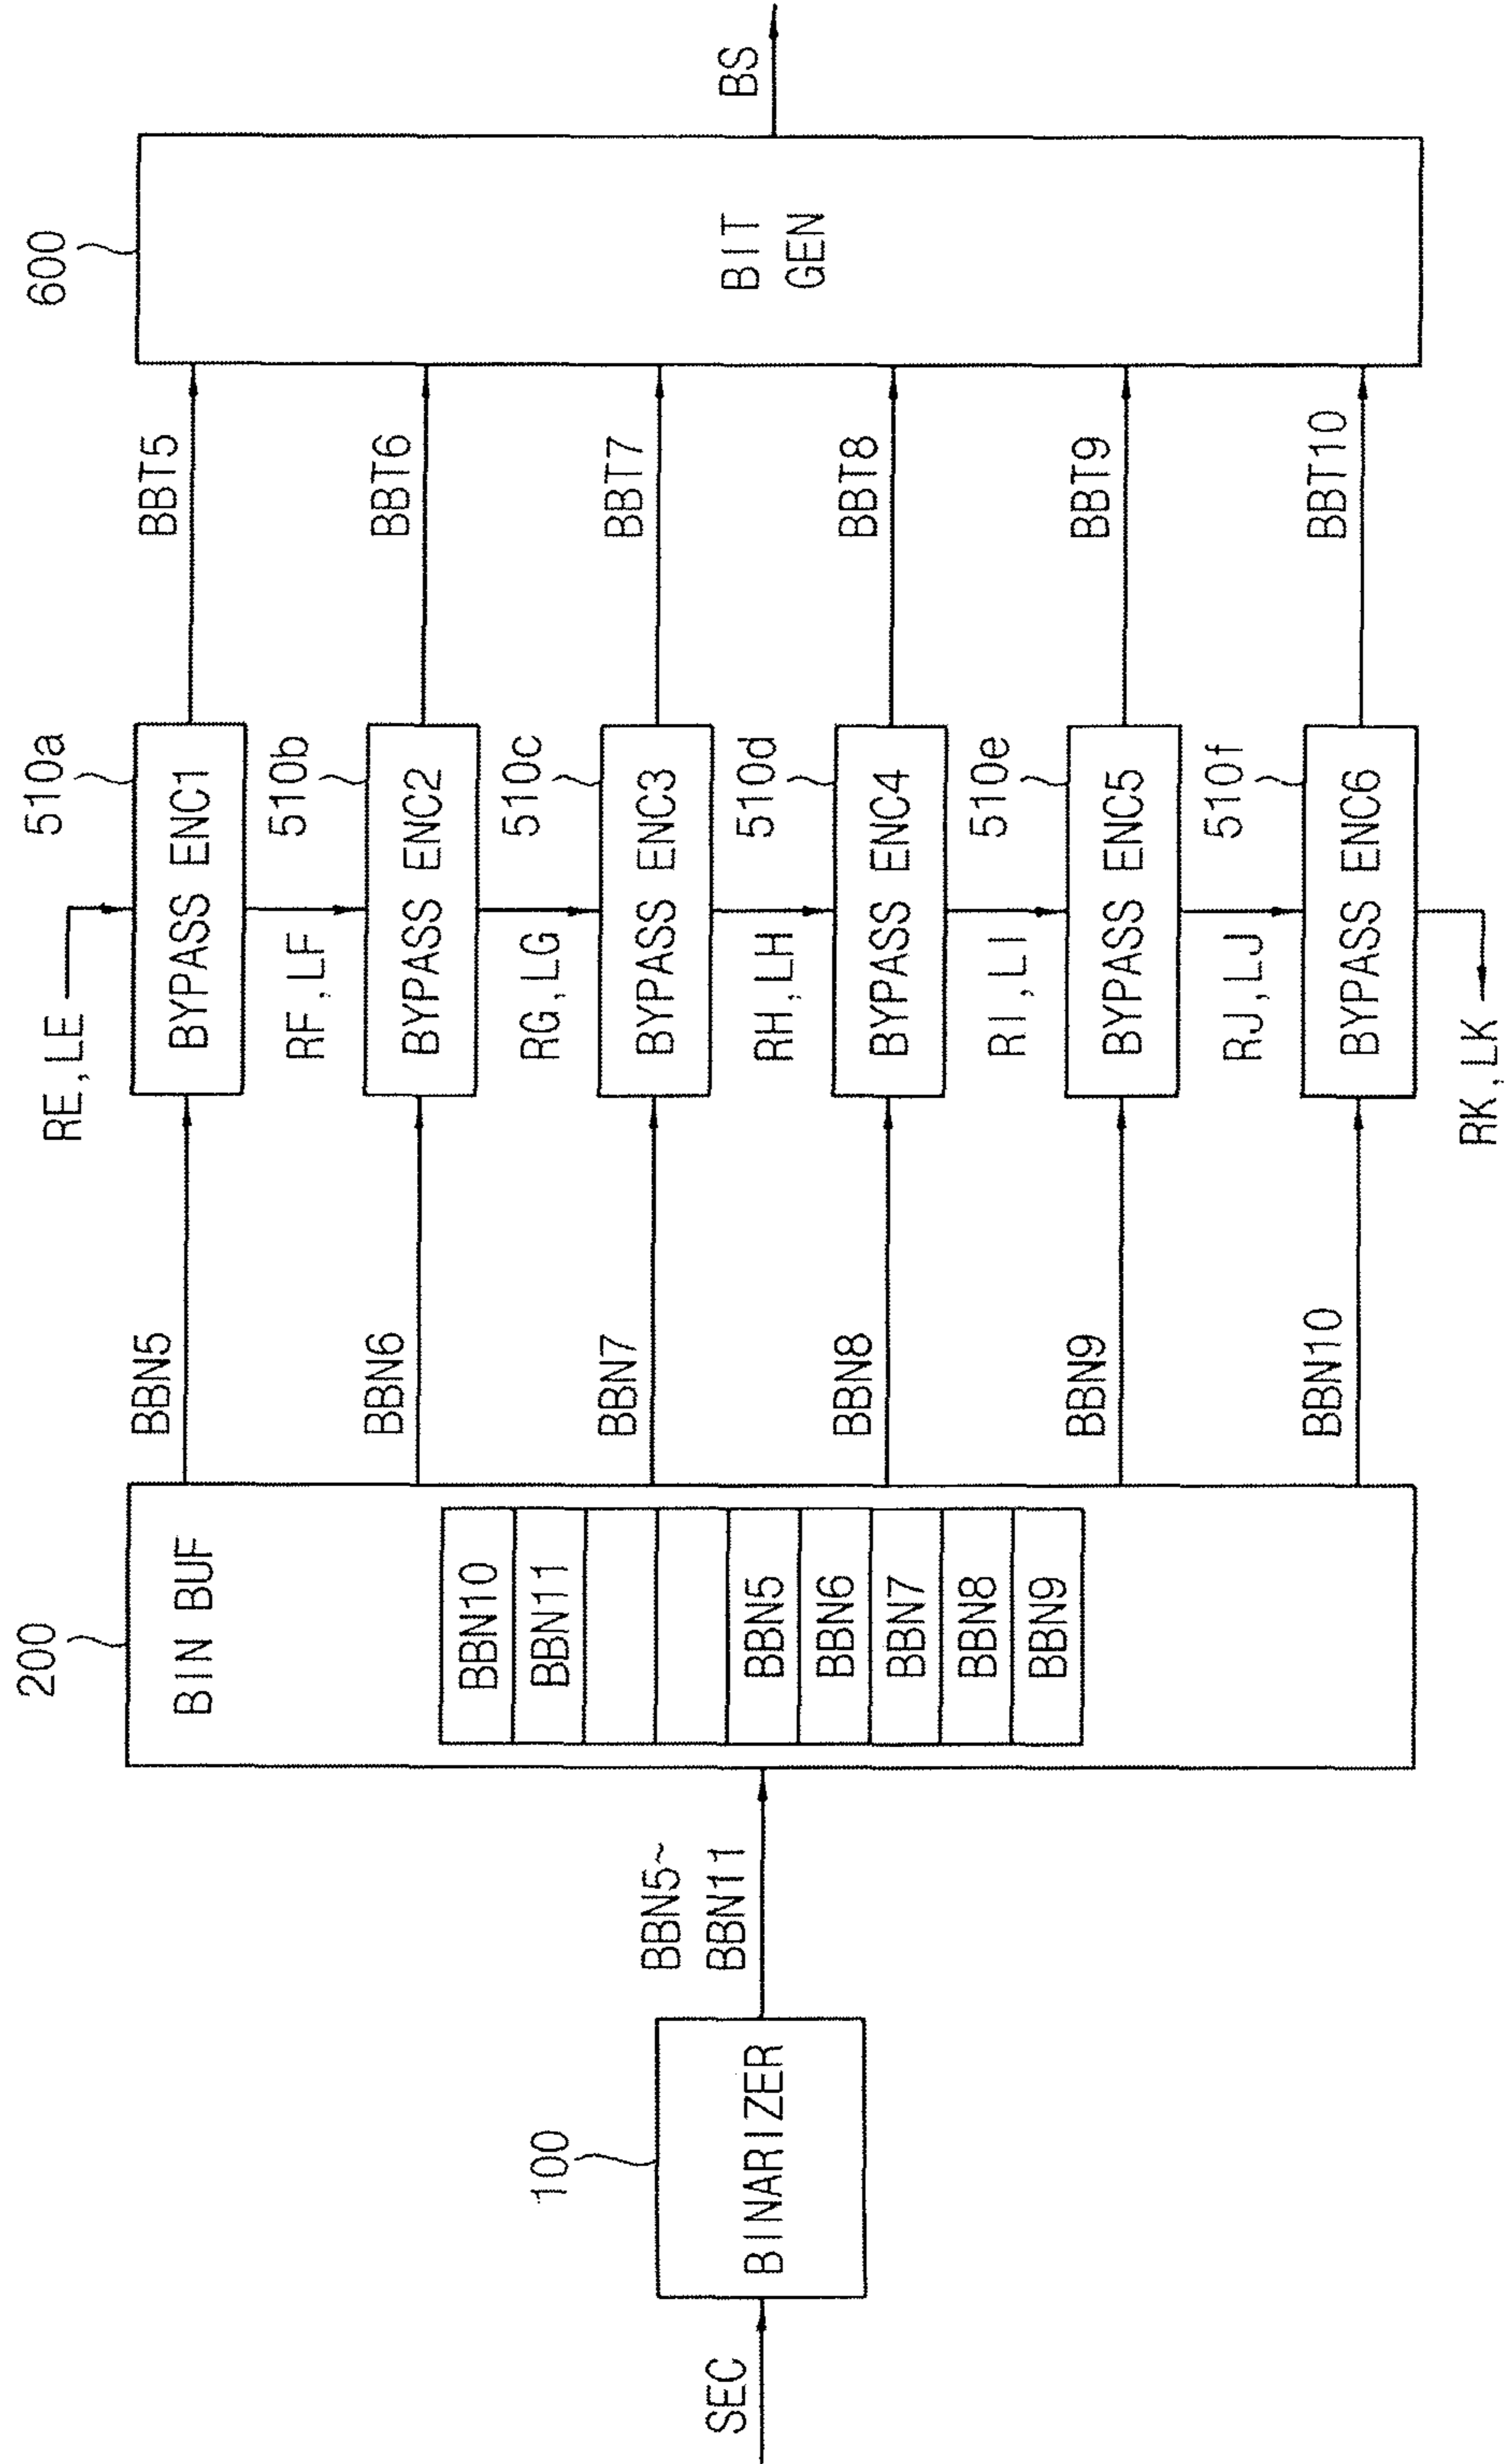 SEC
100
BINARIZER
BBN5~
BBN11
200
BIN BUF
BBN10
BBN11
BBN5
BBN6
BBN7
BBN8
BBN9
BBN5
BBN6
BBN7
BBN8
BBN9
BBN10
RE,LE
510a
BYPASS ENC1
RF,LF
510b
BYPASS ENC2
RG,LG
510c
BYPASS ENC3
RH,LH
510d
BYPASS ENC4
RI,LI
510e
BYPASS ENC5
RJ,LJ
510f
BYPASS ENC6
RK,LK
BBT5
BBT6
BBT7
BBT8
BBT9
BBT10
600
BIT
GEN
BS